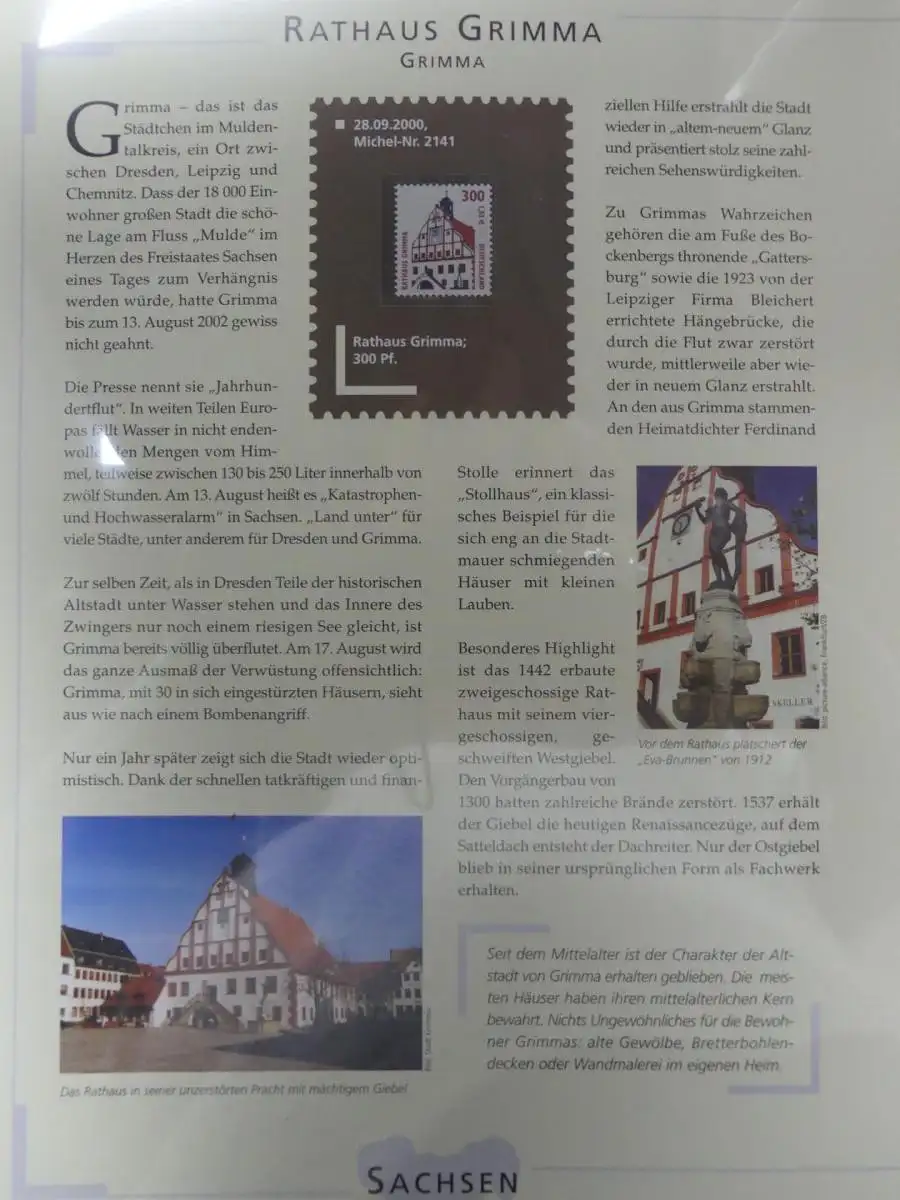 RATHAUS GRIMMA
GRIMMA
Grimma – das ist das
Städtchen im Mulden-
talkreis, ein Ort zwi-
schen Dresden, Leipzig und
Chemnitz. Dass der 18 000 Ein-
wohner großen Stadt die schö-
ne Lage am Fluss „Mulde“ im
Herzen des Freistaates Sachsen
eines Tages zum Verhängnis
werden würde, hatte Grimma
bis zum 13. August 2002 gewiss
nicht geahnt.
Die Presse nennt sie „Jahrhun-
dertflut“. In weiten Teilen Euro-
pas fällt Wasser in nicht enden-
wollenden Mengen vom Him-
mel, teilweise zwischen 130 bis 250 Liter innerhalb von
zwölf Stunden. Am 13. August heißt es „Katastrophen-
und Hochwasseralarm“ in Sachsen. „Land unter“ für
viele Städte, unter anderem für Dresden und Grimma.
Zur selben Zeit, als in Dresden Teile der historischen
Altstadt unter Wasser stehen und das Innere des
Zwingers nur noch einem riesigen See gleicht, ist
Grimma bereits völlig überflutet. Am 17. August wird
das ganze Ausmaß der Verwüstung offensichtlich:
Grimma, mit 30 in sich eingestürzten Häusern, sieht
aus wie nach einem Bombenangriff.
Nur ein Jahr später zeigt sich die Stadt wieder opti-
mistisch. Dank der schnellen tatkräftigen und finan-
28.09.2000,
Michel-Nr. 2141
300
1,53 €
RATHAUS GRIMMA
DEUTSCHLAND
Rathaus Grimma;
300 Pf.
ziellen Hilfe erstrahlt die Stadt
wieder in „altem-neuem“ Glanz
und präsentiert stolz seine zahl-
reichen Sehenswürdigkeiten.
Zu Grimmas Wahrzeichen
gehören die am Fuße des Bo-
ckenbergs thronende „Gatters-
burg“ sowie die 1923 von der
Leipziger Firma Bleichert
errichtete Hängebrücke, die
durch die Flut zwar zerstört
wurde, mittlerweile aber wie-
der in neuem Glanz erstrahlt.
An den aus Grimma stammen-
den Heimatdichter Ferdinand
Stolle erinnert das
„Stollhaus“, ein klassi-
sches Beispiel für die
sich eng an die Stadt-
mauer schmiegenden
Häuser mit kleinen
Lauben.
Besonderes Highlight
ist das 1442 erbaute
zweigeschossige Rat-
haus mit seinem vier-
geschossigen, ge-
schweiften Westgiebel.
Den Vorgängerbau von
1300 hatten zahlreiche Brände zerstört. 1537 erhält
der Giebel die heutigen Renaissancezüge, auf dem
Satteldach entsteht der Dachreiter. Nur der Ostgiebel
blieb in seiner ursprünglichen Form als Fachwerk
erhalten.
SKELLER
Vor dem Rathaus plätschert der
„Eva-Brunnen“ von 1912
Foto: Stadt Grimma
Das Rathaus in seiner unzerstörten Pracht mit mächtigem Giebel
Seit dem Mittelalter ist der Charakter der Alt-
stadt von Grimma erhalten geblieben. Die meis-
ten Häuser haben ihren mittelalterlichen Kern
bewahrt. Nichts Ungewöhnliches für die Bewoh-
ner Grimmas: alte Gewölbe, Bretterbohlen-
decken oder Wandmalerei im eigenen Heim.
SACHSEN